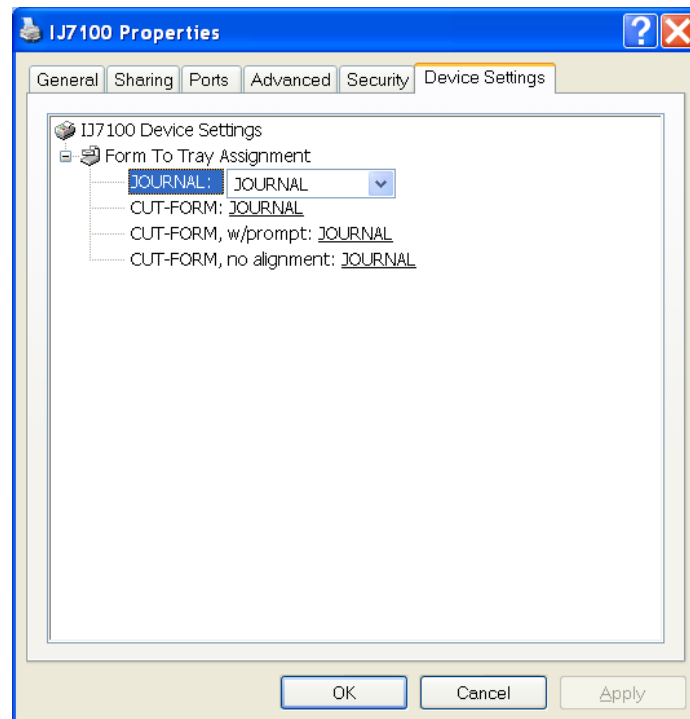 IJ7100 Properties
General Sharing Ports Advanced Security Device Settings
IJ7100 Device Settings
Form To Tray Assignment
JOURNAL: JOURNAL
CUT-FORM: JOURNAL
CUT-FORM, w/prompt: JOURNAL
CUT-FORM, no alignment: JOURNAL
OK Cancel Apply